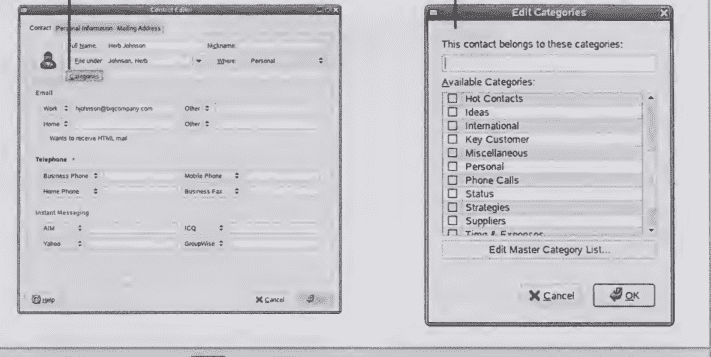 Contact Editor
Contact Personal Information Mailing Address
Full Name: Herb Johnson Nickname:
File under: Johnson, Herb Where: Personal
Categories
Email
Work hjohnson@bigcompany.com Other
Home Other
Wants to receive HTML mail
Telephone
Business Phone Mobile Phone
Home Phone Business Fax
Instant Messaging
AIM ICQ
Yahoo GroupWise
Help Cancel
Edit Categories
This contact belongs to these categories:
Available Categories:
Hot Contacts
Ideas
International
Key Customer
Miscellaneous
Personal
Phone Calls
Status
Strategies
Suppliers
Time & Expenses
Edit Master Category List...
Cancel OK